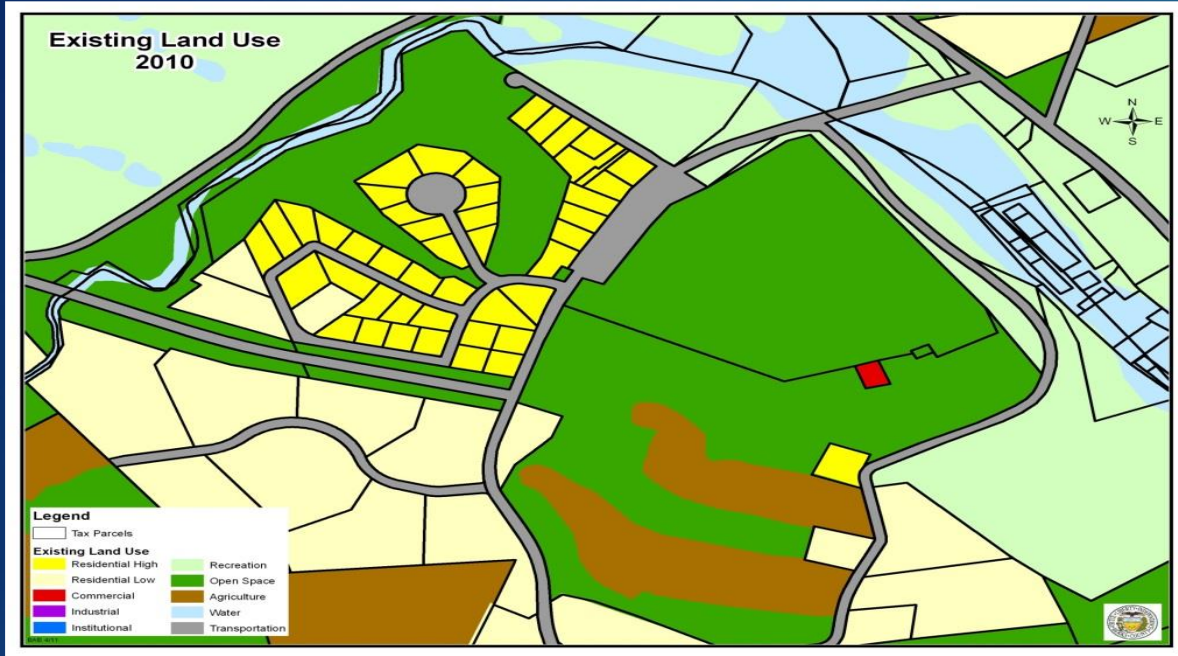 Existing Land Use
2010
N
W E
S
Legend
Tax Parcels
Existing Land Use
Residential High
Residential Low
Commercial
Industrial
Institutional
Recreation
Open Space
Agriculture
Water
Transportation